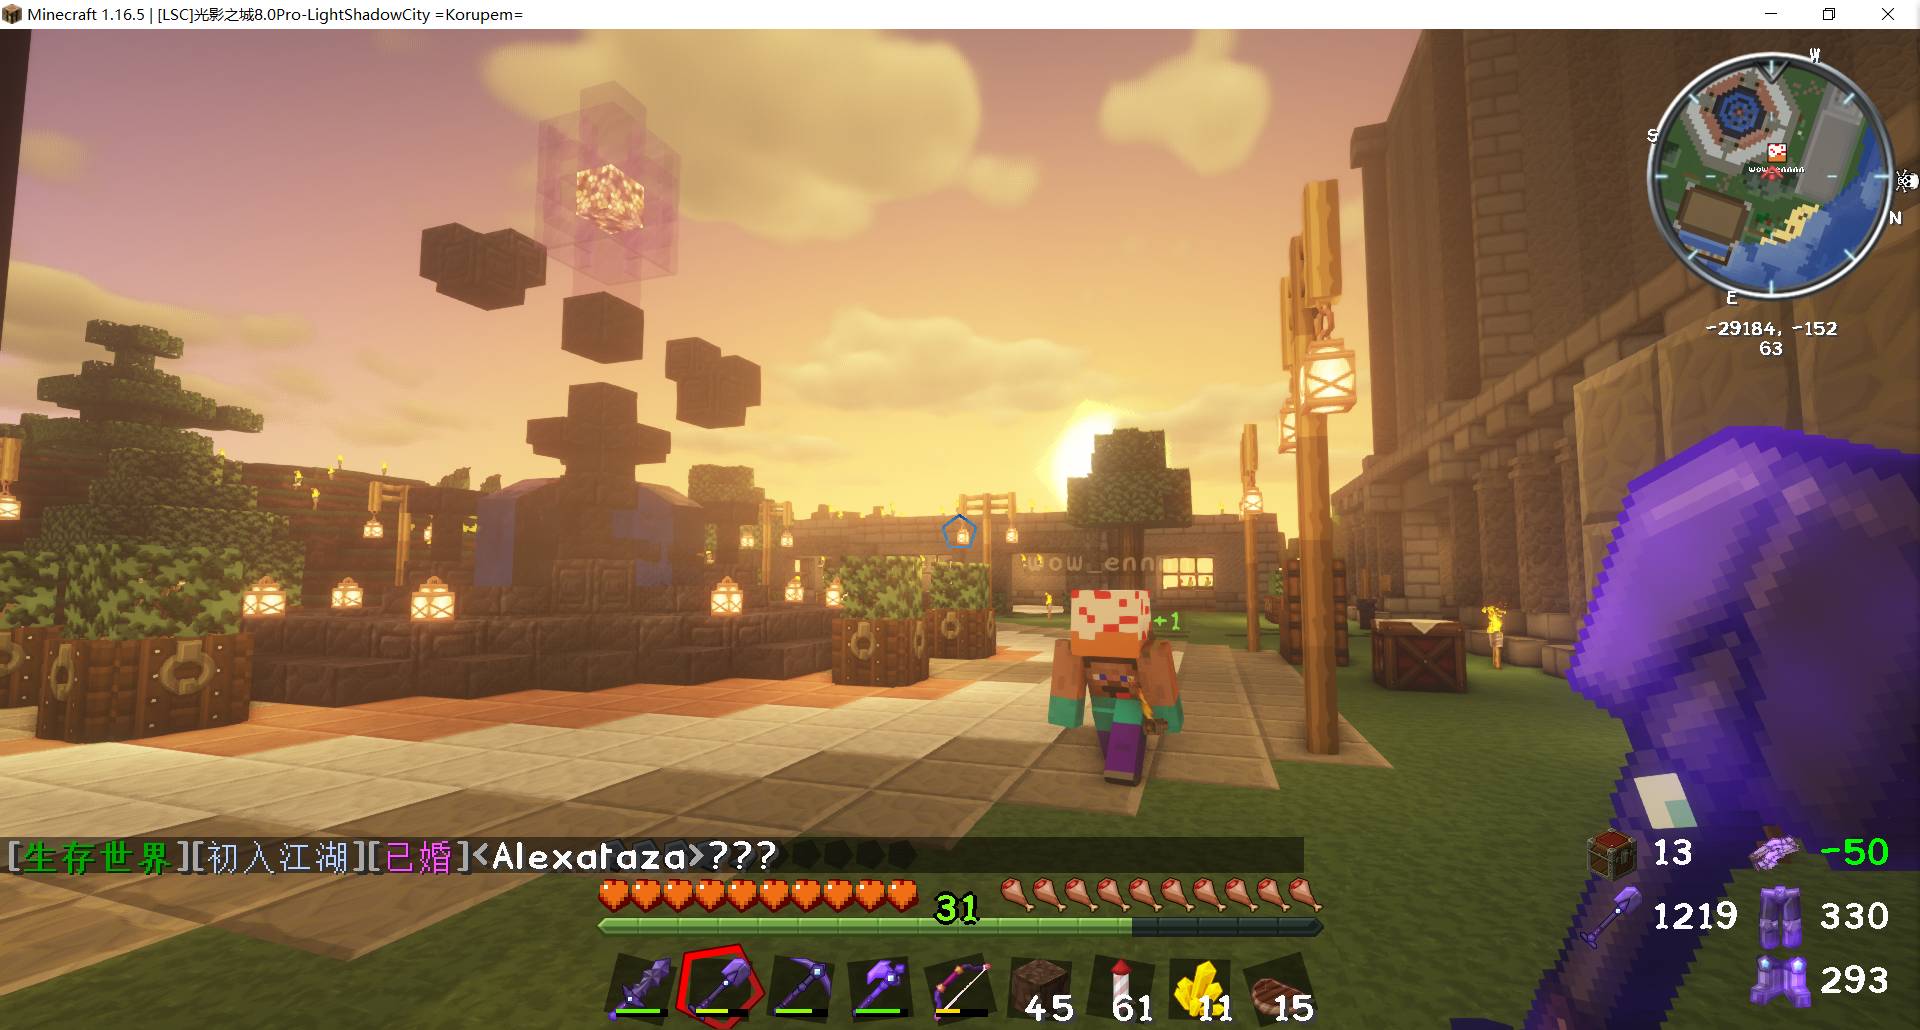 Minecraft 1.16.5 | [LSC]光影之城8.0Pro-LightShadowCity =Korupem=
W
S
wow_ennnn
N
E
-29184, -152
63
wow_ennnn
+1
[生存世界][初入江湖][已婚]<Alexataza>???
13
-50
31
1219
330
293
45
61
11
15